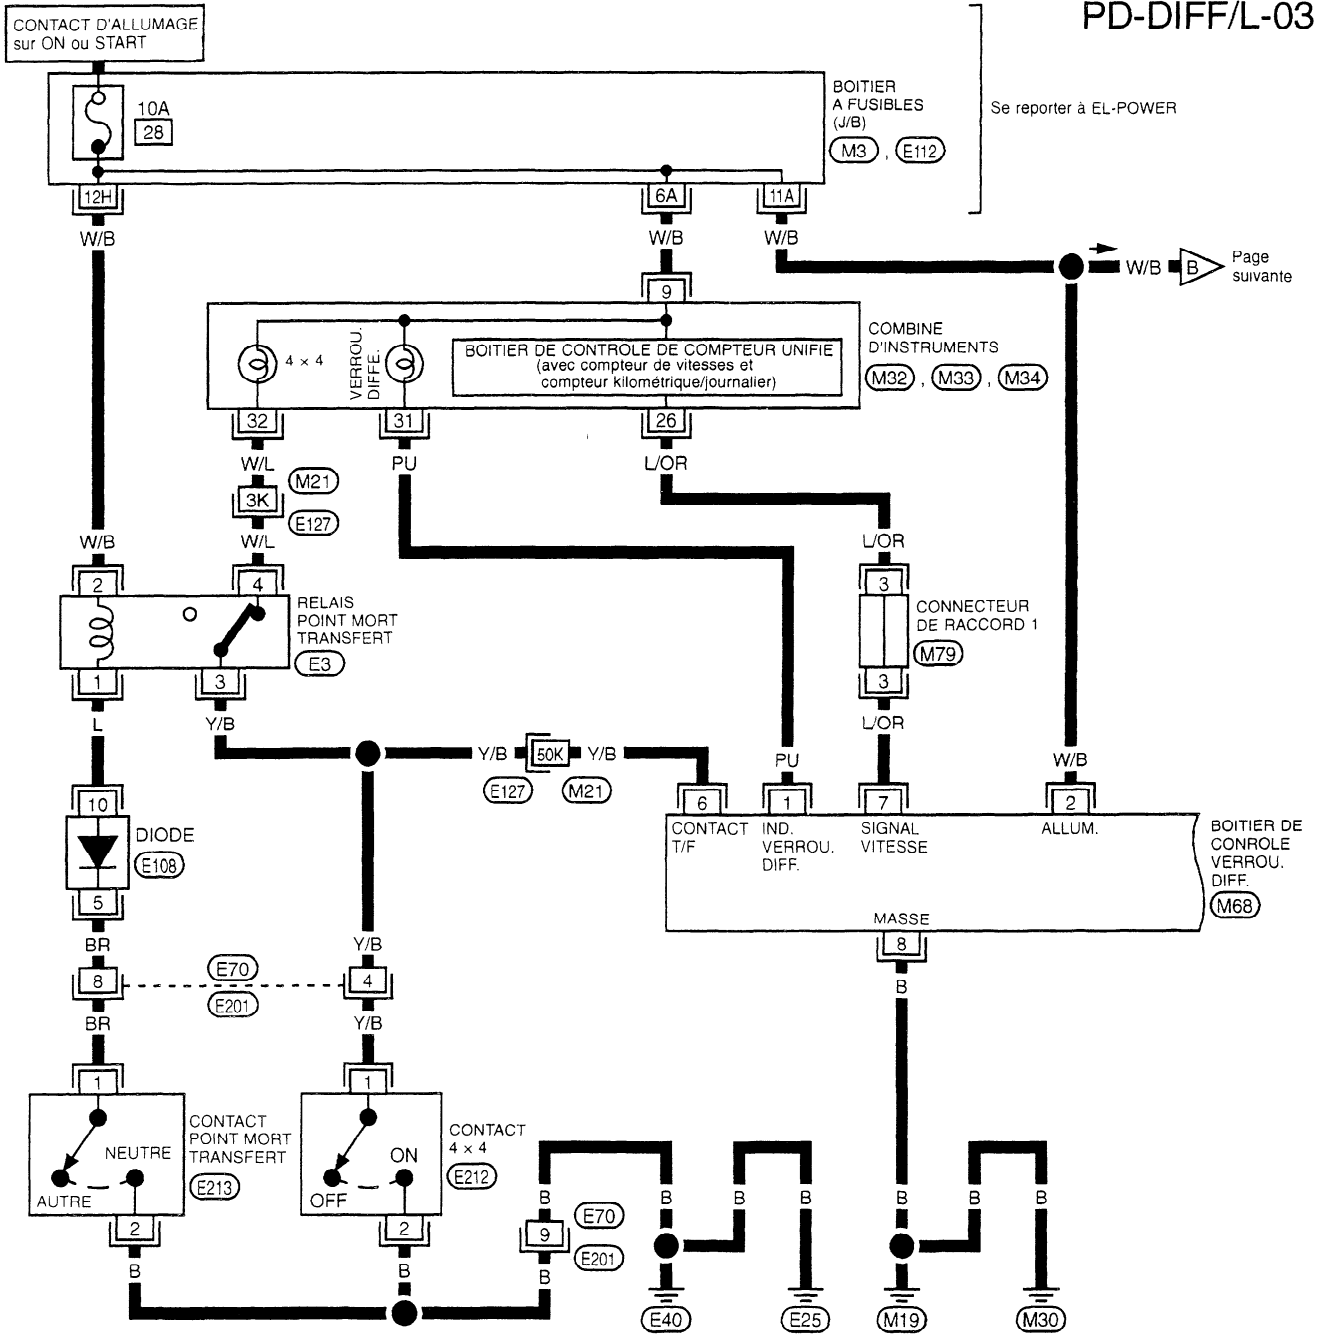 PD-DIFF/L-03
CONTACT D'ALLUMAGE
sur ON ou START
10A
28
BOITIER
A FUSIBLES
(J/B)
M3 , E112
Se reporter à EL-POWER
12H
6A
11A
W/B
W/B
W/B
W/B
B
Page
suivante
9
4 × 4
VERROU.
DIFFE.
BOITIER DE CONTROLE DE COMPTEUR UNIFIE
(avec compteur de vitesses et
compteur kilométrique/journalier)
COMBINE
D'INSTRUMENTS
M32 , M33 , M34
32
31
26
W/L
PU
L/OR
M21
3K
E127
W/B
W/L
L/OR
2
4
3
RELAIS
POINT MORT
TRANSFERT
E3
CONNECTEUR
DE RACCORD 1
M79
1
3
3
L
Y/B
L/OR
Y/B
50K
Y/B
E127
M21
PU
W/B
10
6
1
7
2
DIODE
E108
CONTACT
T/F
IND.
VERROU.
DIFF.
SIGNAL
VITESSE
ALLUM.
BOITIER DE
CONROLE
VERROU.
DIFF.
M68
5
MASSE
8
BR
Y/B
B
8
E70
E201
4
BR
Y/B
1
1
CONTACT
POINT MORT
TRANSFERT
E213
NEUTRE
AUTRE
CONTACT
4 × 4
E212
ON
OFF
2
2
B
B
B
9
E70
E201
B
B
B
B
B
B
B
E40
E25
M19
M30